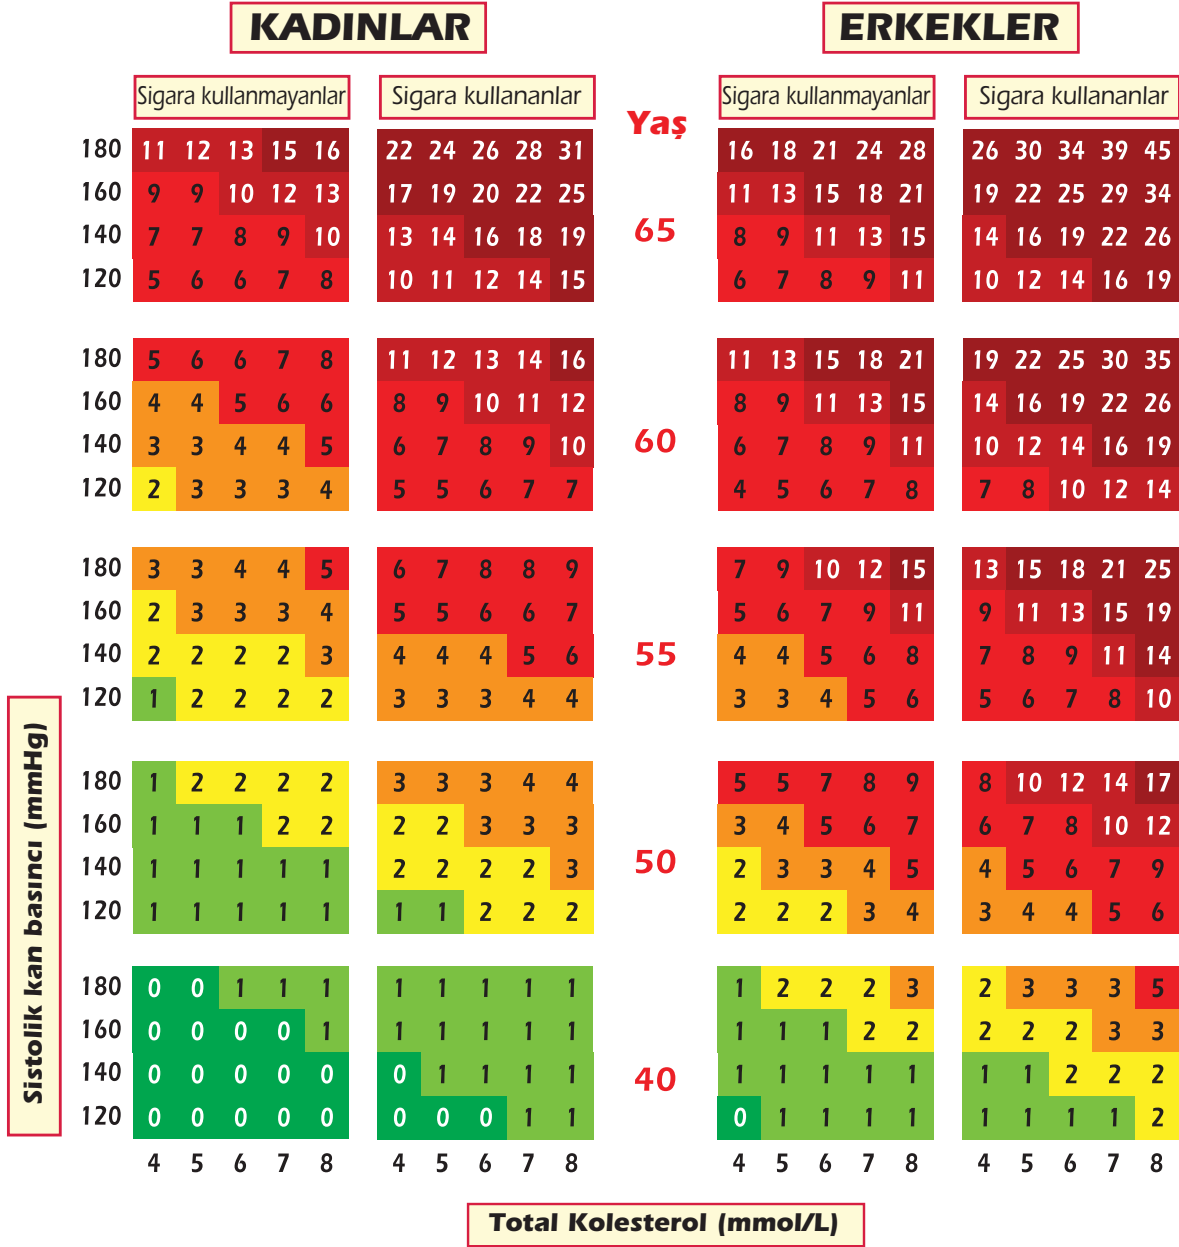 KADINLAR ERKEKLER
Sigara kullanmayanlar Sigara kullananlar Sigara kullanmayanlar Sigara kullananlar
Yaş
180 11 12 13 15 16 22 24 26 28 31 16 18 21 24 28 26 30 34 39 45
160 9 9 10 12 13 17 19 20 22 25 11 13 15 18 21 19 22 25 29 34
65
140 7 7 8 9 10 13 14 16 18 19 8 9 11 13 15 14 16 19 22 26
120 5 6 6 7 8 10 11 12 14 15 6 7 8 9 11 10 12 14 16 19
180 5 6 6 7 8 11 12 13 14 16 11 13 15 18 21 19 22 25 30 35
160 4 4 5 6 6 8 9 10 11 12 8 9 11 13 15 14 16 19 22 26
60
140 3 3 4 4 5 6 7 8 9 10 6 7 8 9 11 10 12 14 16 19
120 2 3 3 3 4 5 5 6 7 7 4 5 6 7 8 7 8 10 12 14
180 3 3 4 4 5 6 7 8 8 9 7 9 10 12 15 13 15 18 21 25
160 2 3 3 3 4 5 5 6 6 7 5 6 7 9 11 9 11 13 15 19
55
140 2 2 2 2 3 4 4 4 5 6 4 4 5 6 8 7 8 9 11 14
120 1 2 2 2 2 3 3 3 4 4 3 3 4 5 6 5 6 7 8 10
180 1 2 2 2 2 3 3 3 4 4 5 5 7 8 9 8 10 12 14 17
160 1 1 1 2 2 2 2 3 3 3 3 4 5 6 7 6 7 8 10 12
50
140 1 1 1 1 1 2 2 2 2 3 2 3 3 4 5 4 5 6 7 9
120 1 1 1 1 1 1 1 2 2 2 2 2 2 3 4 3 4 4 5 6
180 0 0 1 1 1 1 1 1 1 1 1 2 2 2 3 2 3 3 3 5
160 0 0 0 0 1 1 1 1 1 1 1 1 1 2 2 2 2 2 3 3
40
140 0 0 0 0 0 0 1 1 1 1 1 1 1 1 1 1 1 2 2 2
120 0 0 0 0 0 0 0 0 1 1 0 1 1 1 1 1 1 1 1 2
4 5 6 7 8 4 5 6 7 8 4 5 6 7 8 4 5 6 7 8
Sistolik kan basıncı (mmHg)
Total Kolesterol (mmol/L)